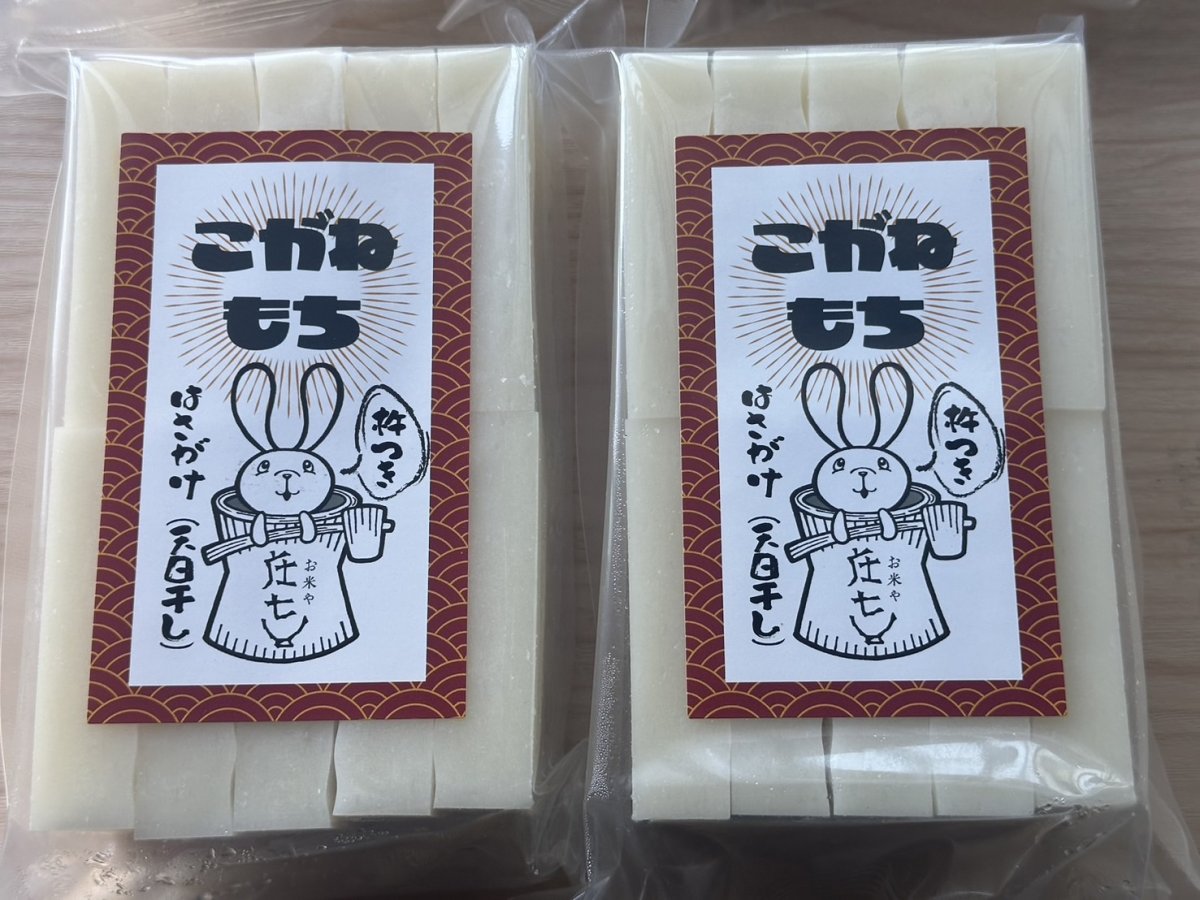 こがね
もち
杵つき
はさがけ
(天日干し)
お米や
庄七
こがね
もち
杵つき
はさがけ
(天日干し)
お米や
庄七